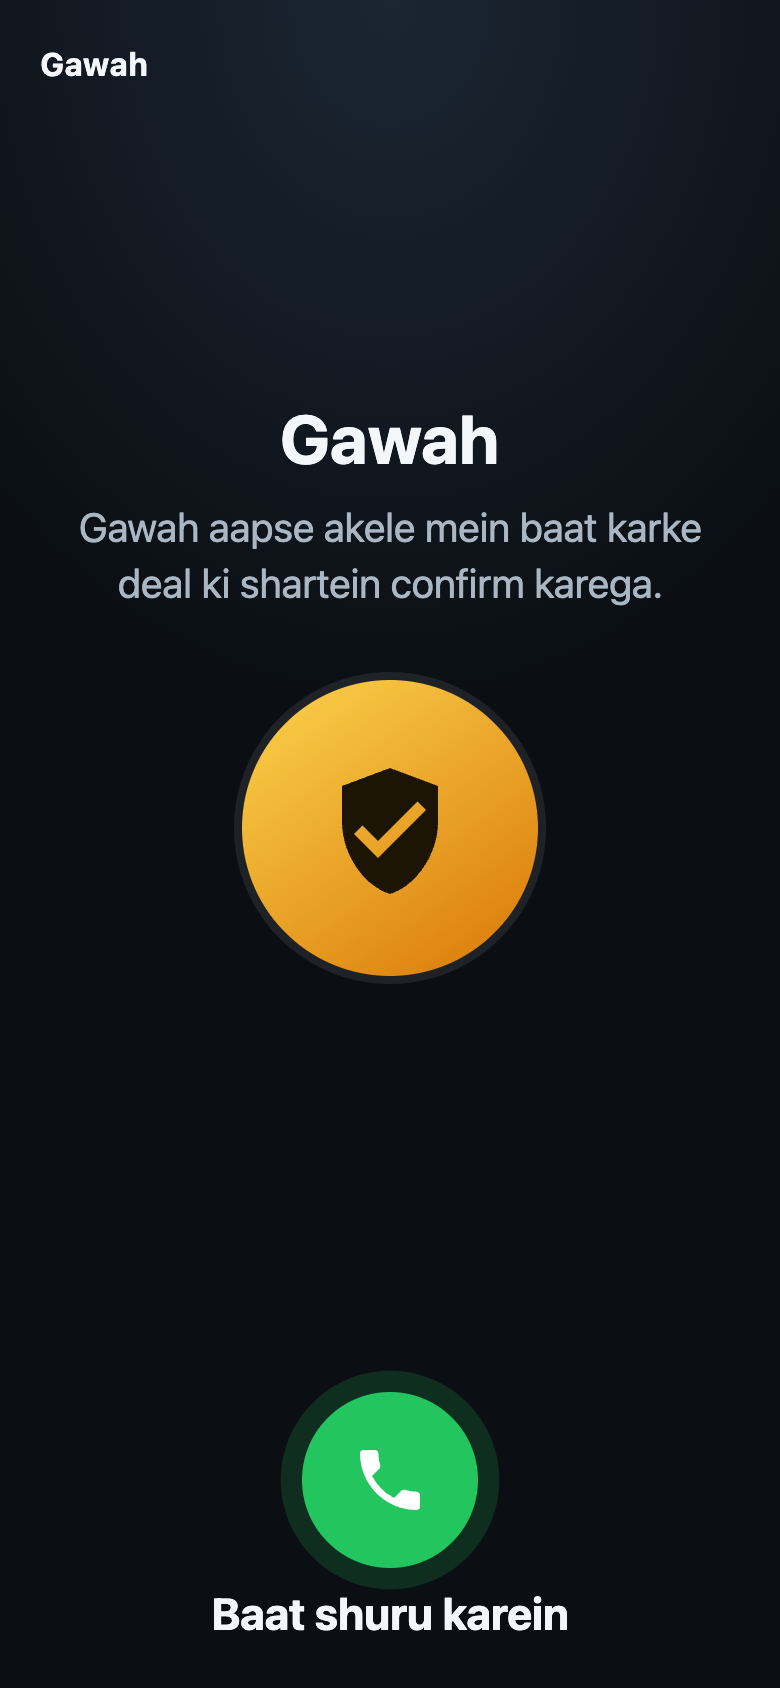 Gawah
Gawah
Gawah aapse akele mein baat karke
deal ki shartein confirm karega.
Baat shuru karein